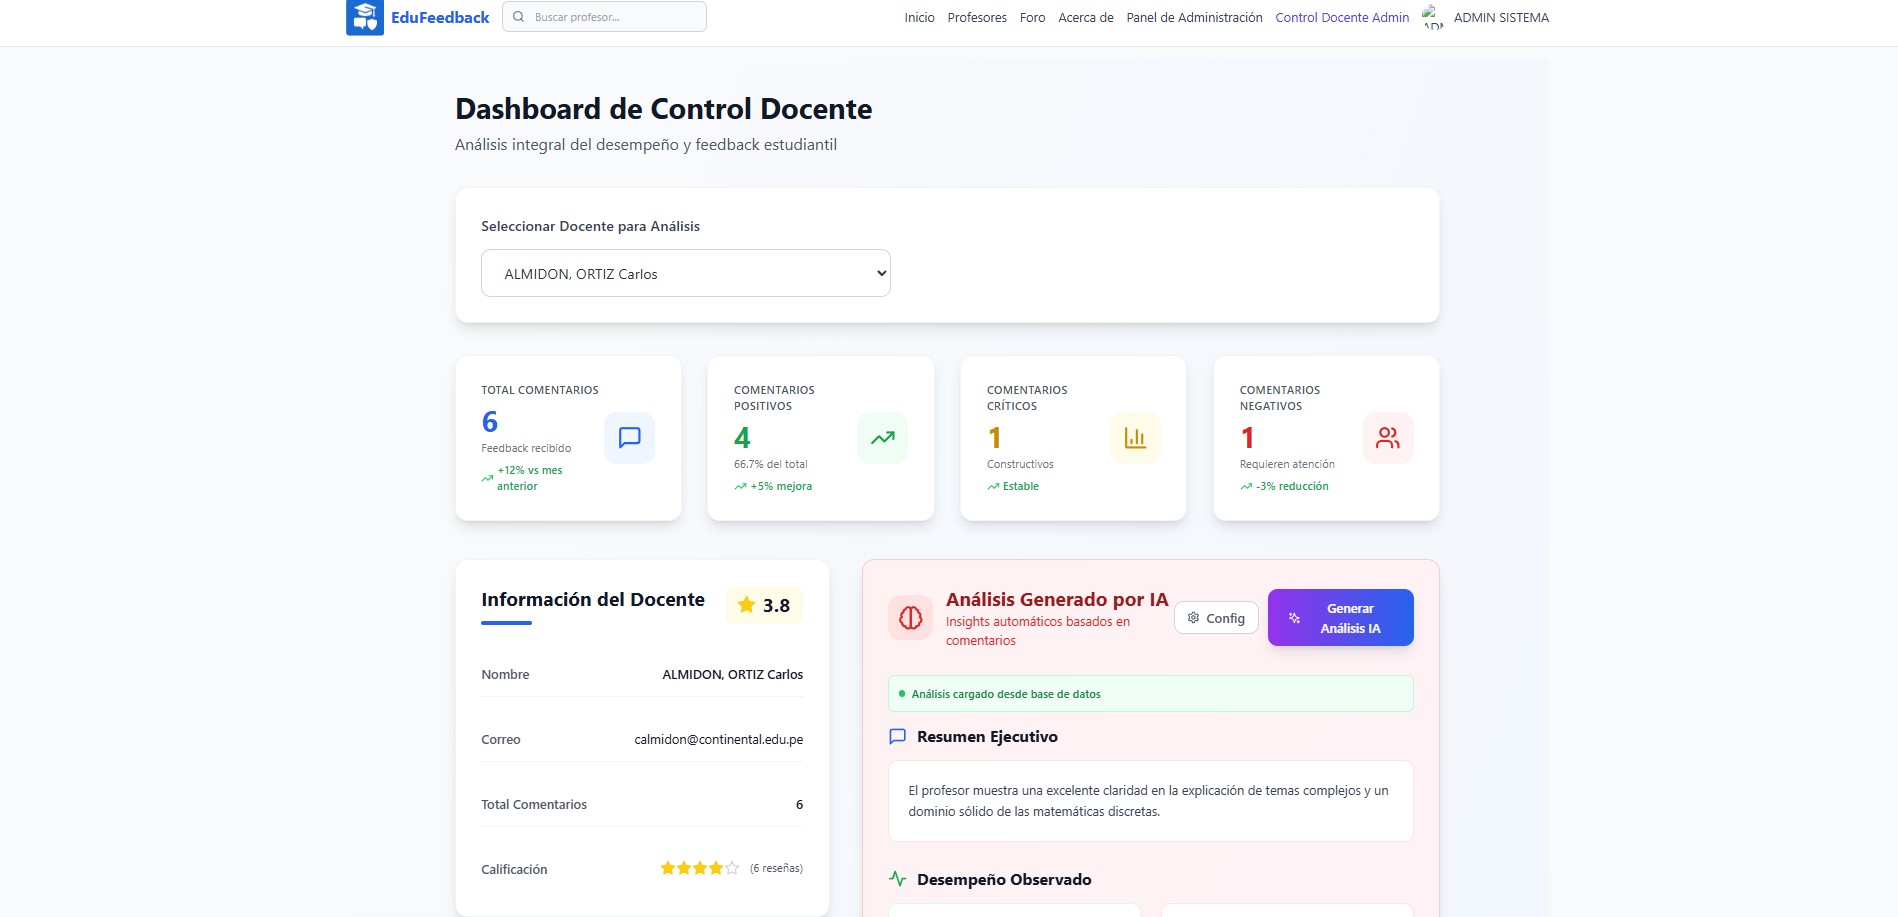 EduFeedback
Buscar profesor...
Inicio Profesores Foro Acerca de Panel de Administración Control Docente Admin ADMIN SISTEMA
Dashboard de Control Docente
Análisis integral del desempeño y feedback estudiantil
Seleccionar Docente para Análisis
ALMIDON, ORTIZ Carlos
TOTAL COMENTARIOS
6
Feedback recibido
+12% vs mes
anterior
COMENTARIOS
POSITIVOS
4
66.7% del total
+5% mejora
COMENTARIOS
CRÍTICOS
1
Constructivos
Estable
COMENTARIOS
NEGATIVOS
1
Requieren atención
-3% reducción
Información del Docente
3.8
Nombre ALMIDON, ORTIZ Carlos
Correo calmidon@continental.edu.pe
Total Comentarios 6
Calificación (6 reseñas)
Análisis Generado por IA
Insights automáticos basados en
comentarios
Config
Generar
Análisis IA
Análisis cargado desde base de datos
Resumen Ejecutivo
El profesor muestra una excelente claridad en la explicación de temas complejos y un
dominio sólido de las matemáticas discretas.
Desempeño Observado